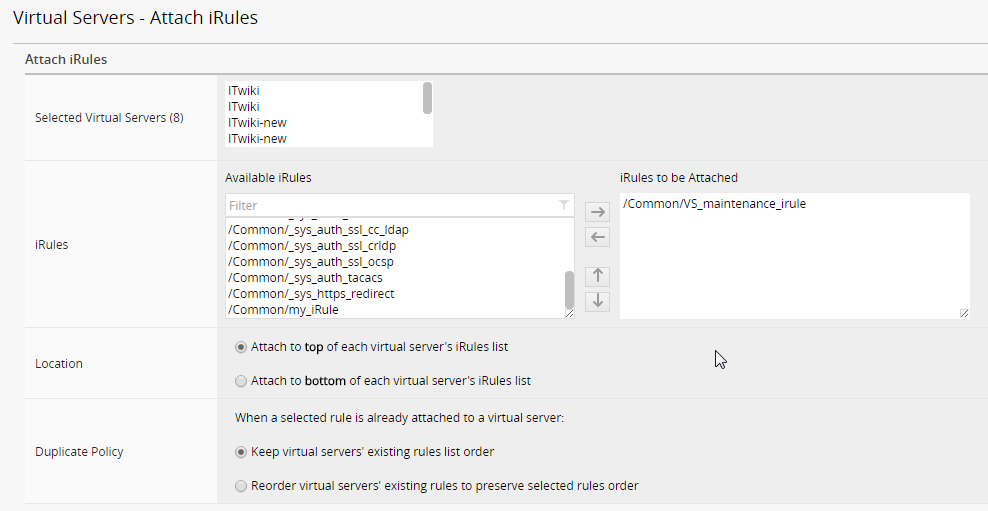 Virtual Servers - Attach iRules
Attach iRules
Selected Virtual Servers (8)
ITwiki
ITwiki
ITwiki-new
ITwiki-new
iRules
Available iRules
Filter
/Common/_sys_auth_ssl_cc_ldap
/Common/_sys_auth_ssl_crldp
/Common/_sys_auth_ssl_ocsp
/Common/_sys_auth_tacacs
/Common/_sys_https_redirect
/Common/my_iRule
iRules to be Attached
/Common/VS_maintenance_irule
Location
Attach to top of each virtual server's iRules list
Attach to bottom of each virtual server's iRules list
Duplicate Policy
When a selected rule is already attached to a virtual server:
Keep virtual servers' existing rules list order
Reorder virtual servers' existing rules to preserve selected rules order